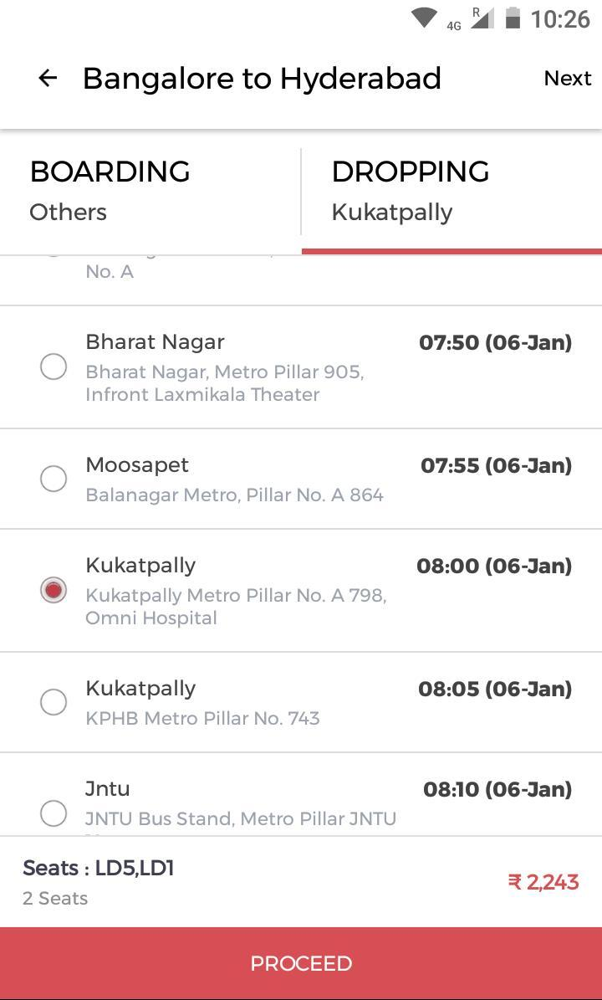 4G R 10:26
Bangalore to Hyderabad Next
BOARDING
Others
DROPPING
Kukatpally
No. A
Bharat Nagar 07:50 (06-Jan)
Bharat Nagar, Metro Pillar 905,
Infront Laxmikala Theater
Moosapet 07:55 (06-Jan)
Balanagar Metro, Pillar No. A 864
Kukatpally 08:00 (06-Jan)
Kukatpally Metro Pillar No. A 798,
Omni Hospital
Kukatpally 08:05 (06-Jan)
KPHB Metro Pillar No. 743
Jntu 08:10 (06-Jan)
JNTU Bus Stand, Metro Pillar JNTU
Seats : LD5,LD1
2 Seats
₹ 2,243
PROCEED